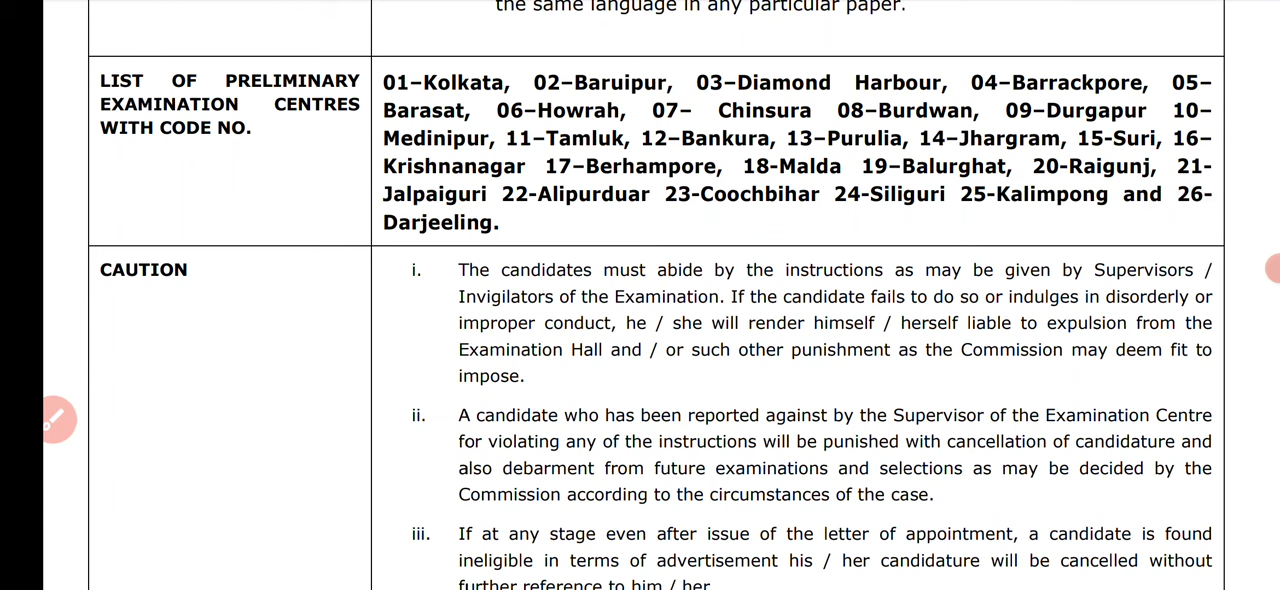 the same language in any particular paper.
LIST OF PRELIMINARY
EXAMINATION CENTRES
WITH CODE NO.
01–Kolkata, 02–Baruipur, 03–Diamond Harbour, 04–Barrackpore, 05–
Barasat, 06–Howrah, 07– Chinsura 08–Burdwan, 09–Durgapur 10–
Medinipur, 11–Tamluk, 12–Bankura, 13–Purulia, 14–Jhargram, 15-Suri, 16–
Krishnanagar 17–Berhampore, 18-Malda 19–Balurghat, 20-Raigunj, 21-
Jalpaiguri 22-Alipurduar 23-Coochbihar 24-Siliguri 25-Kalimpong and 26-
Darjeeling.
CAUTION
i. The candidates must abide by the instructions as may be given by Supervisors /
Invigilators of the Examination. If the candidate fails to do so or indulges in disorderly or
improper conduct, he / she will render himself / herself liable to expulsion from the
Examination Hall and / or such other punishment as the Commission may deem fit to
impose.
ii. A candidate who has been reported against by the Supervisor of the Examination Centre
for violating any of the instructions will be punished with cancellation of candidature and
also debarment from future examinations and selections as may be decided by the
Commission according to the circumstances of the case.
iii. If at any stage even after issue of the letter of appointment, a candidate is found
ineligible in terms of advertisement his / her candidature will be cancelled without
further reference to him / her.